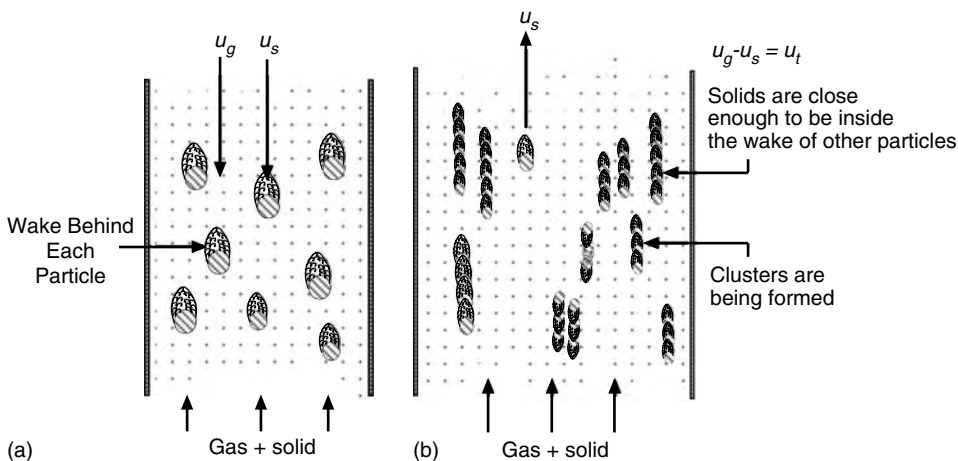 u_g u_s
Wake Behind
Each
Particle
Gas + solid
(a)
u_s
u_g-u_s = u_t
Solids are close
enough to be inside
the wake of other particles
Clusters are
being formed
Gas + solid
(b)